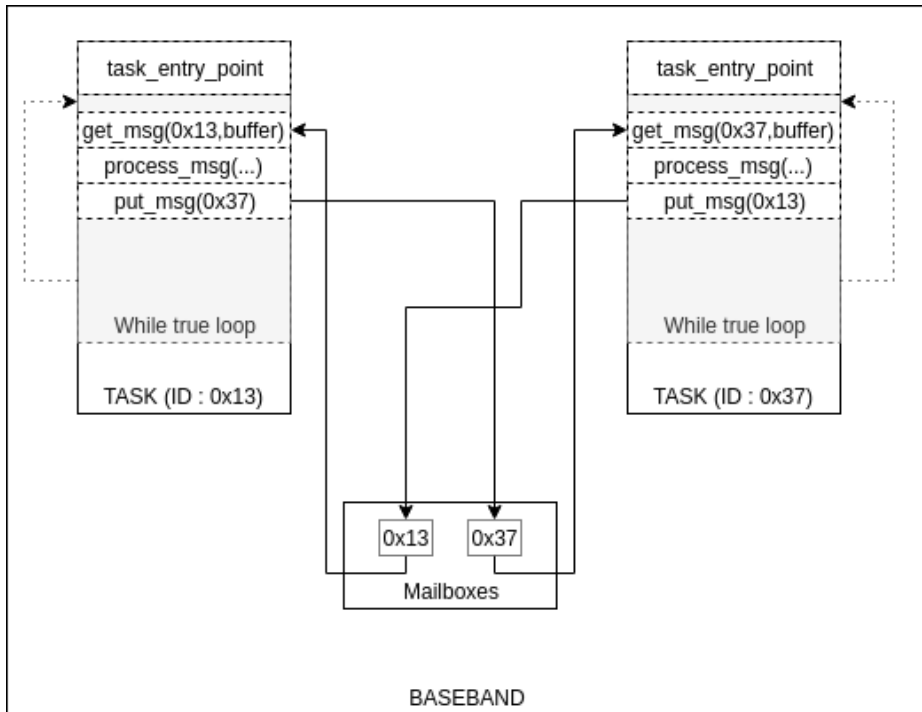 task_entry_point
get_msg(0x13,buffer)
process_msg(...)
put_msg(0x37)
While true loop
TASK (ID : 0x13)
task_entry_point
get_msg(0x37,buffer)
process_msg(...)
put_msg(0x13)
While true loop
TASK (ID : 0x37)
0x13
0x37
Mailboxes
BASEBAND